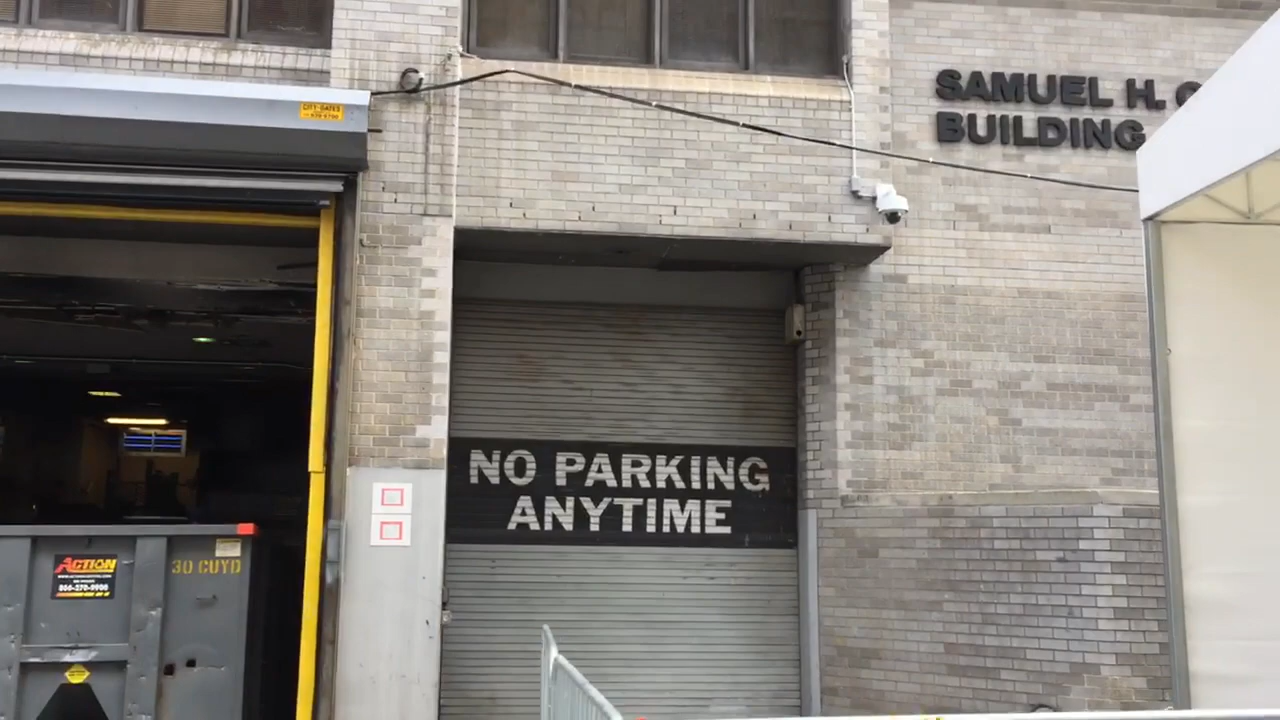 CITY-GATES
SAMUEL H.
BUILDING
NO PARKING
ANYTIME
ACTION
30 CUYD